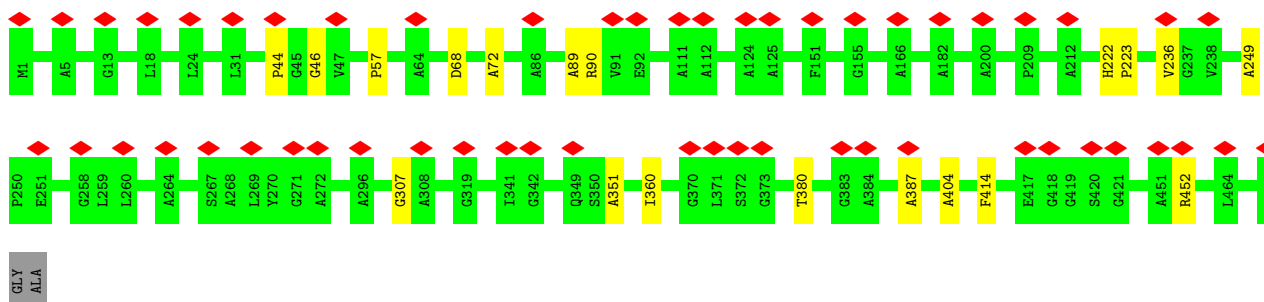 M1 A5 G13 L18 L24 L31 P44 G45 G46 V47 P57 A64 D68 A72 A86 A89 R90 V91 E92 A111 A112 A124 A125 F151 G155 A166 A182 A200 P209 A212 H222 P223 V236 G237 V238 A249
P250 E251 G258 L259 L260 A264 S267 A268 L269 Y270 G271 A272 A296 G307 A308 G319 I341 G342 Q349 S350 A351 I360 G370 L371 S372 G373 T380 G383 A384 A387 A404 F414 E417 G418 G419 S420 G421 A451 R452 L464
GLY ALA